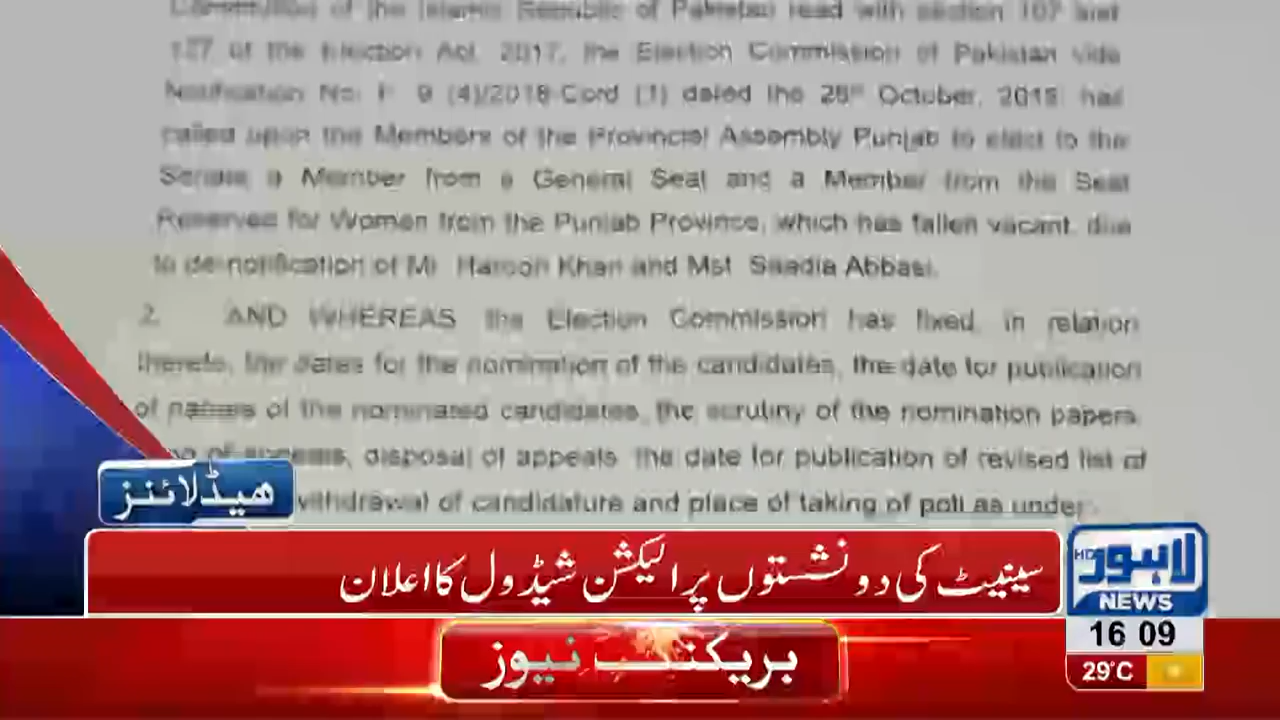 Constitution of the Islamic Republic of Pakistan read with section 107 and
127 of the Election Act, 2017, the Election Commission of Pakistan vide
Notification No. F. 9 (4)/2018-Cord (1) dated the 26th October, 2018, has
called upon the Members of the Provincial Assembly Punjab to elect to the
Senate a Member from a General Seat and a Member from the Seat
Reserved for Women from the Punjab Province, which has fallen vacant, due
to de-notification of Mr. Haroon Khan and Mst. Saadia Abbasi.
2. AND WHEREAS the Election Commission has fixed, in relation
thereto, the dates for the nomination of the candidates, the date for publication
of names of the nominated candidates, the scrutiny of the nomination papers,
of appeals, disposal of appeals, the date for publication of revised list of
withdrawal of candidature and place of taking of poll as under:-
ھیڈلائنز
سینیٹ کی دو نشستوں پر الیکشن شیڈول کا اعلان
لاہور HD
NEWS
بریکنگ نیوز
16 09
29°C